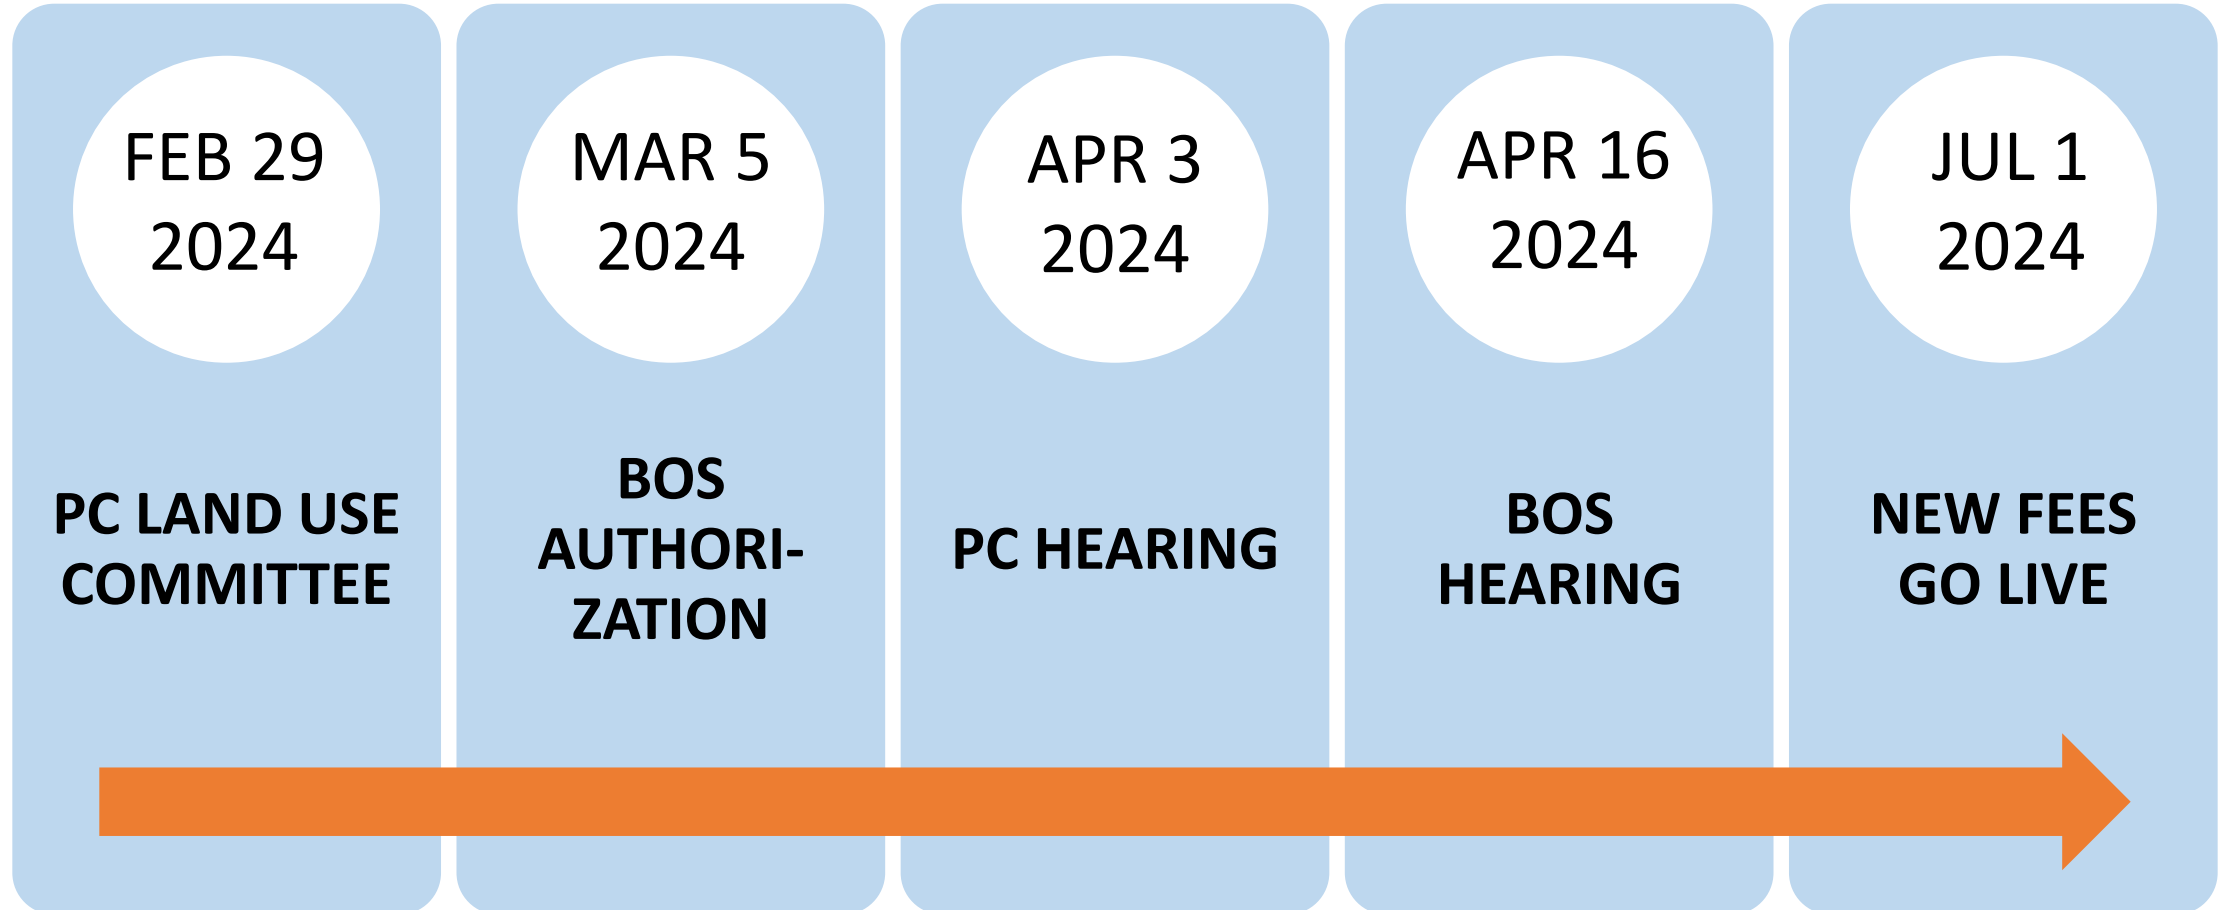 FEB 29
2024
PC LAND USE
COMMITTEE
MAR 5
2024
BOS
AUTHORI-
ZATION
APR 3
2024
PC HEARING
APR 16
2024
BOS
HEARING
JUL 1
2024
NEW FEES
GO LIVE